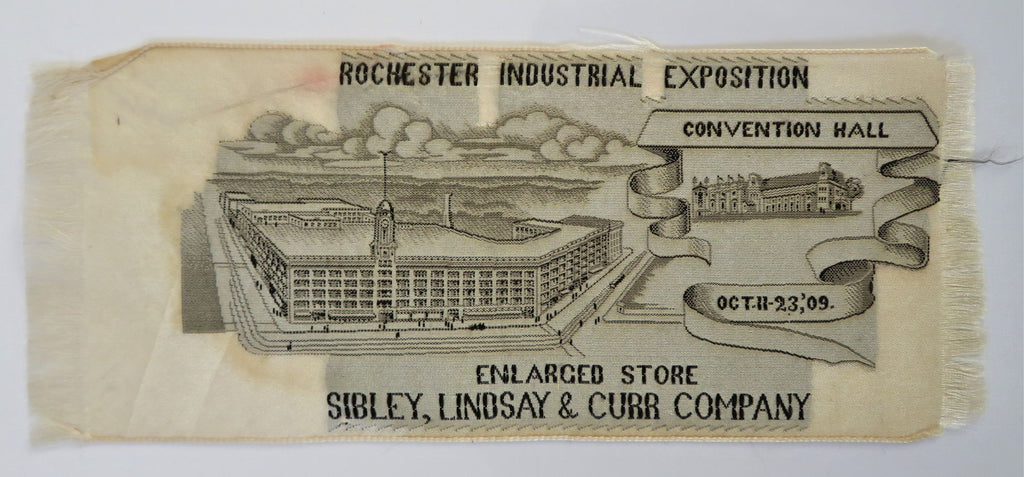 ROCHESTER INDUSTRIAL EXPOSITION
CONVENTION HALL
OCT.11-23,'09.
ENLARGED STORE
SIBLEY, LINDSAY & CURR COMPANY